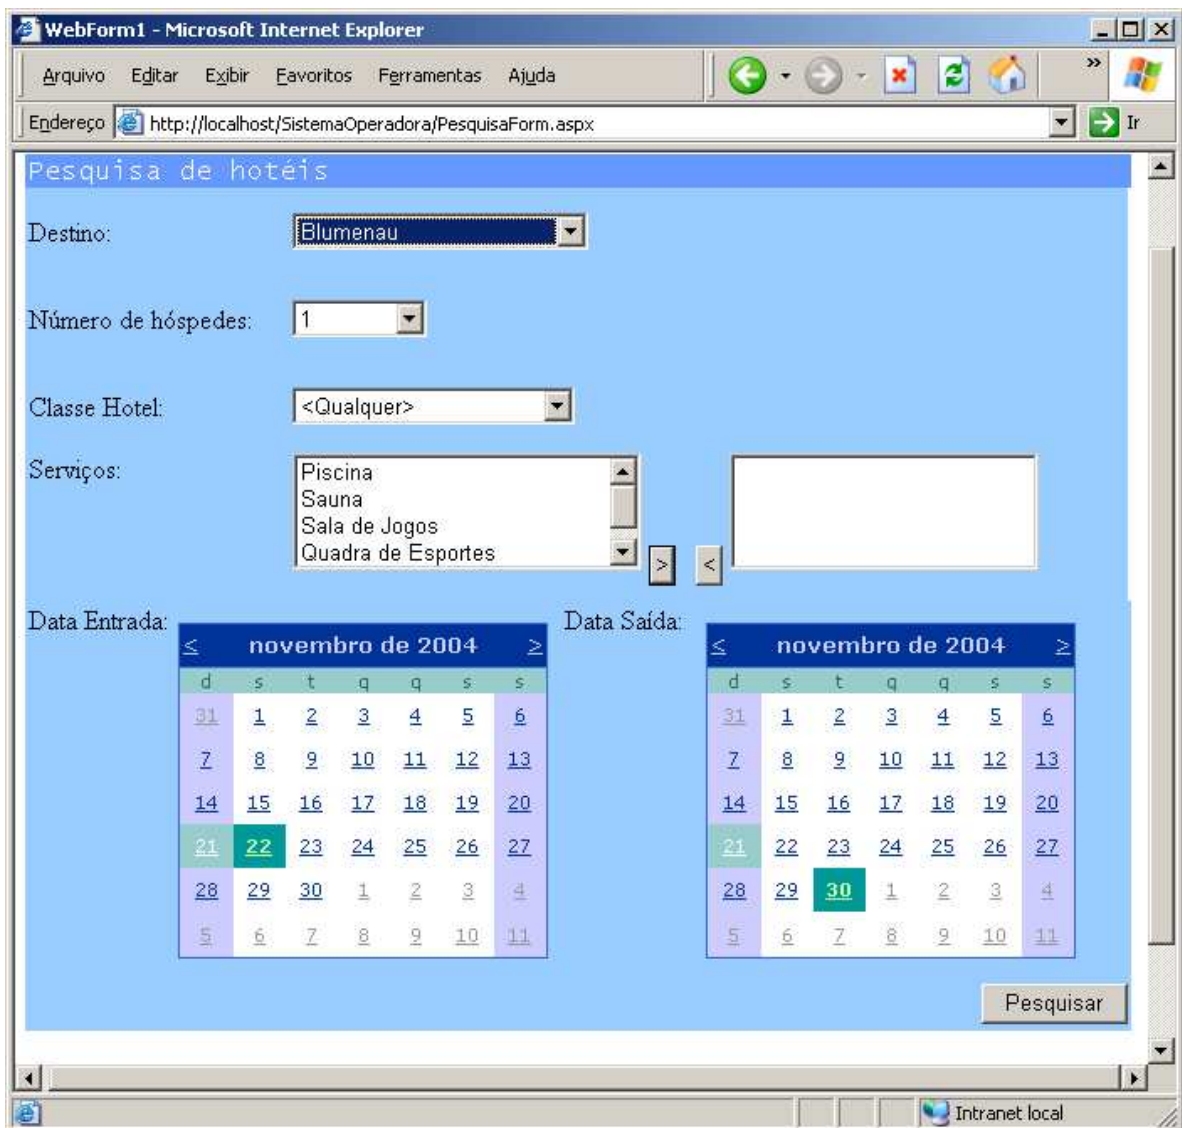 WebForm1 - Microsoft Internet Explorer
Arquivo Editar Exibir Favoritos Ferramentas Ajuda »
Endereço http://localhost/SistemaOperadora/PesquisaForm.aspx Ir
Pesquisa de hotéis
Destino: Blumenau
Número de hóspedes: 1
Classe Hotel: <Qualquer>
Serviços:
Piscina
Sauna
Sala de Jogos
Quadra de Esportes
> <
Data Entrada:
< novembro de 2004 >
d s t q q s s
31 1 2 3 4 5 6
7 8 9 10 11 12 13
14 15 16 17 18 19 20
21 22 23 24 25 26 27
28 29 30 1 2 3 4
5 6 7 8 9 10 11
Data Saída:
< novembro de 2004 >
d s t q q s s
31 1 2 3 4 5 6
7 8 9 10 11 12 13
14 15 16 17 18 19 20
21 22 23 24 25 26 27
28 29 30 1 2 3 4
5 6 7 8 9 10 11
Pesquisar
Intranet local